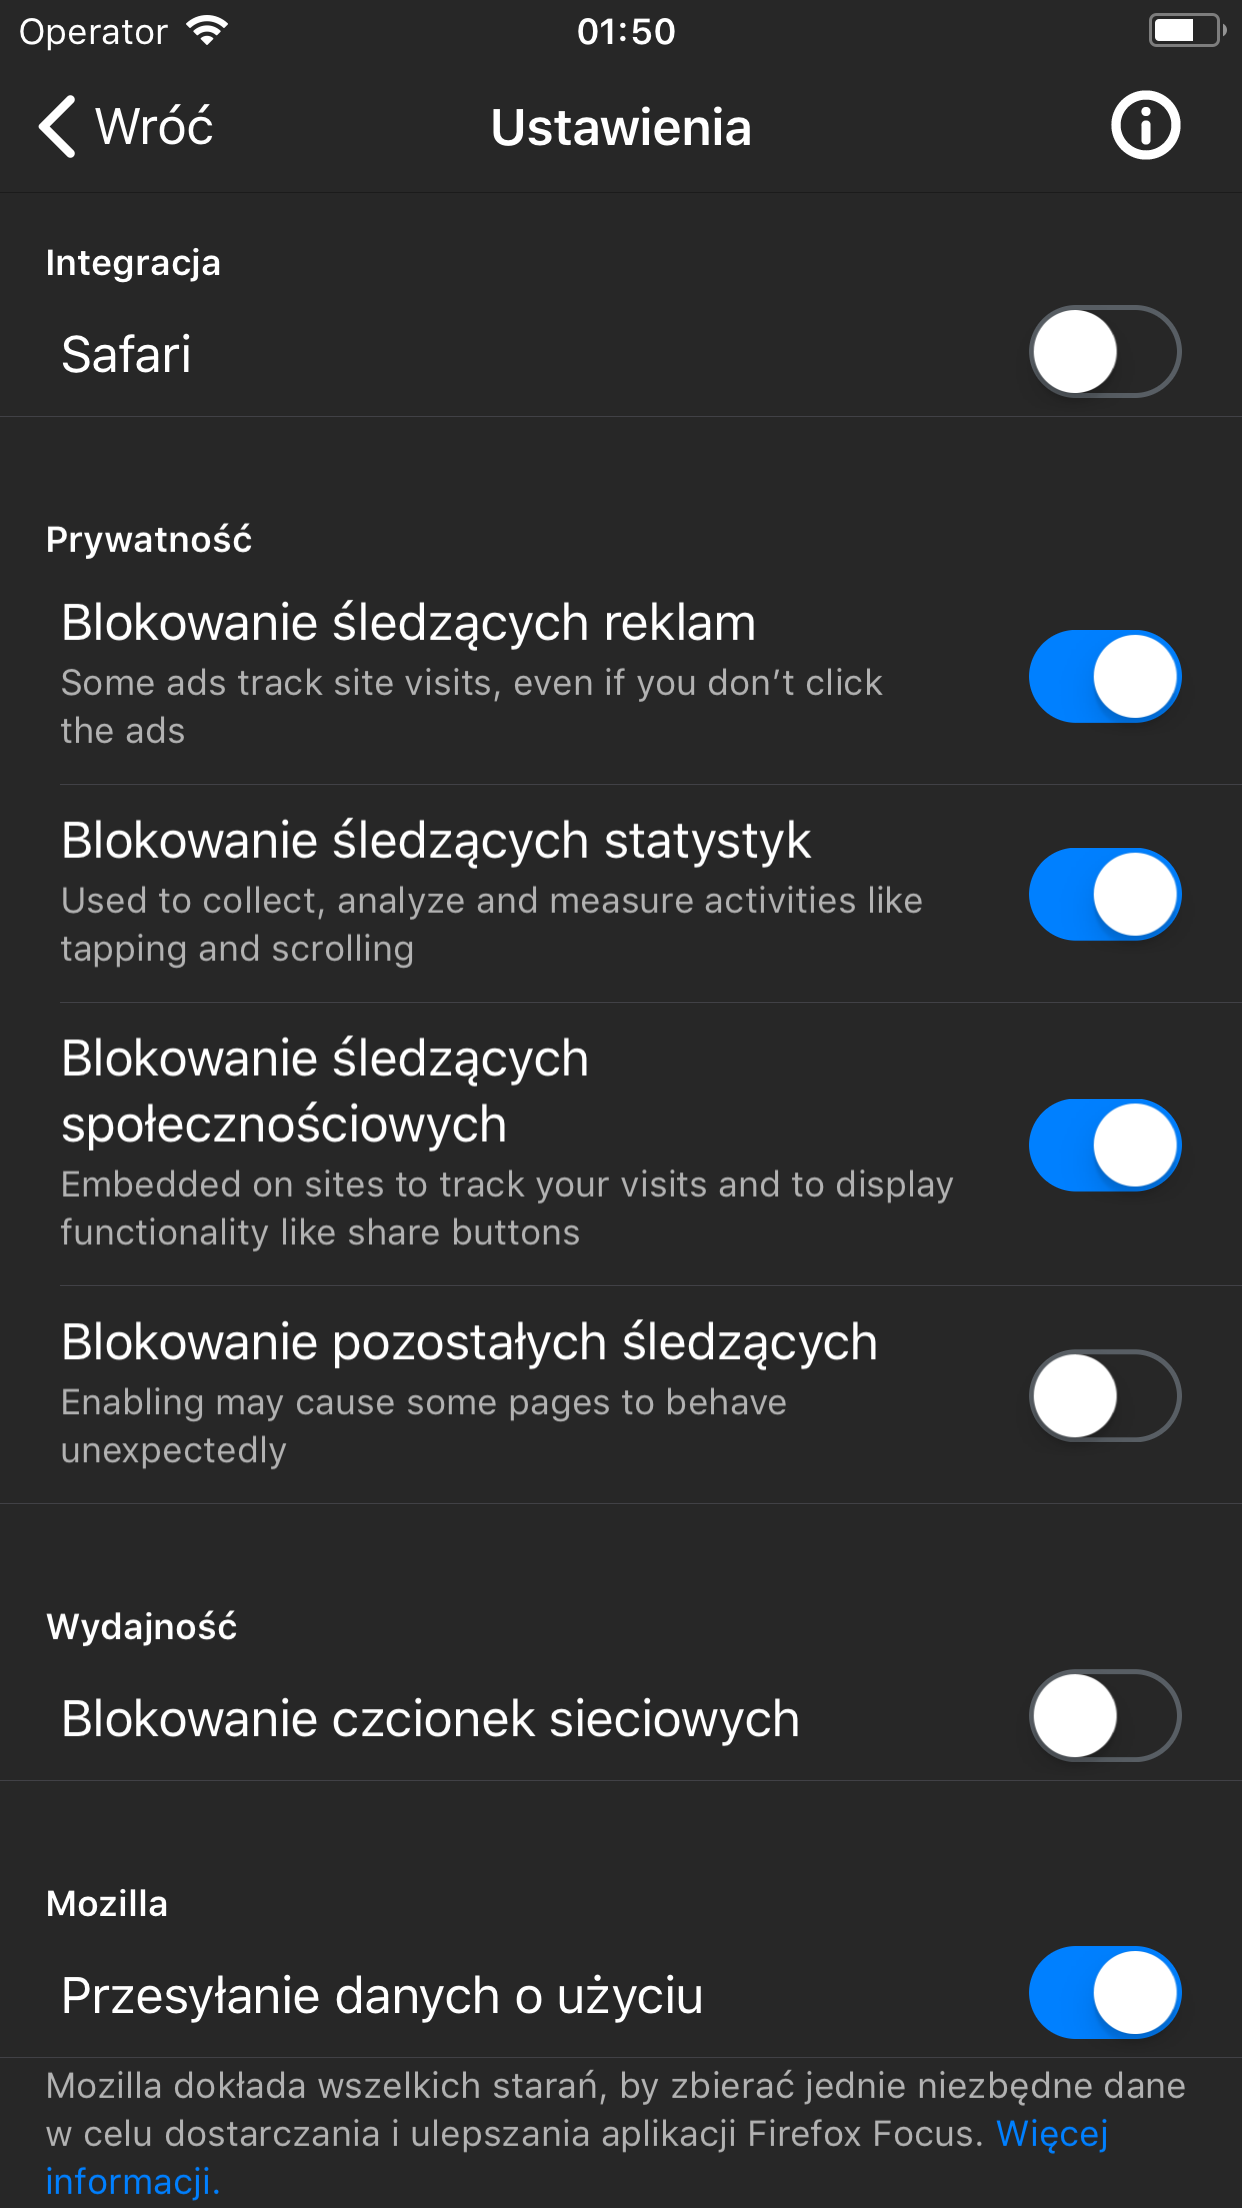 Operator
01:50
Wróć
Ustawienia
Integracja
Safari
Prywatność
Blokowanie śledzących reklam
Some ads track site visits, even if you don’t click
the ads
Blokowanie śledzących statystyk
Used to collect, analyze and measure activities like
tapping and scrolling
Blokowanie śledzących
społecznościowych
Embedded on sites to track your visits and to display
functionality like share buttons
Blokowanie pozostałych śledzących
Enabling may cause some pages to behave
unexpectedly
Wydajność
Blokowanie czcionek sieciowych
Mozilla
Przesyłanie danych o użyciu
Mozilla dokłada wszelkich starań, by zbierać jednie niezbędne dane
w celu dostarczania i ulepszania aplikacji Firefox Focus. Więcej
informacji.